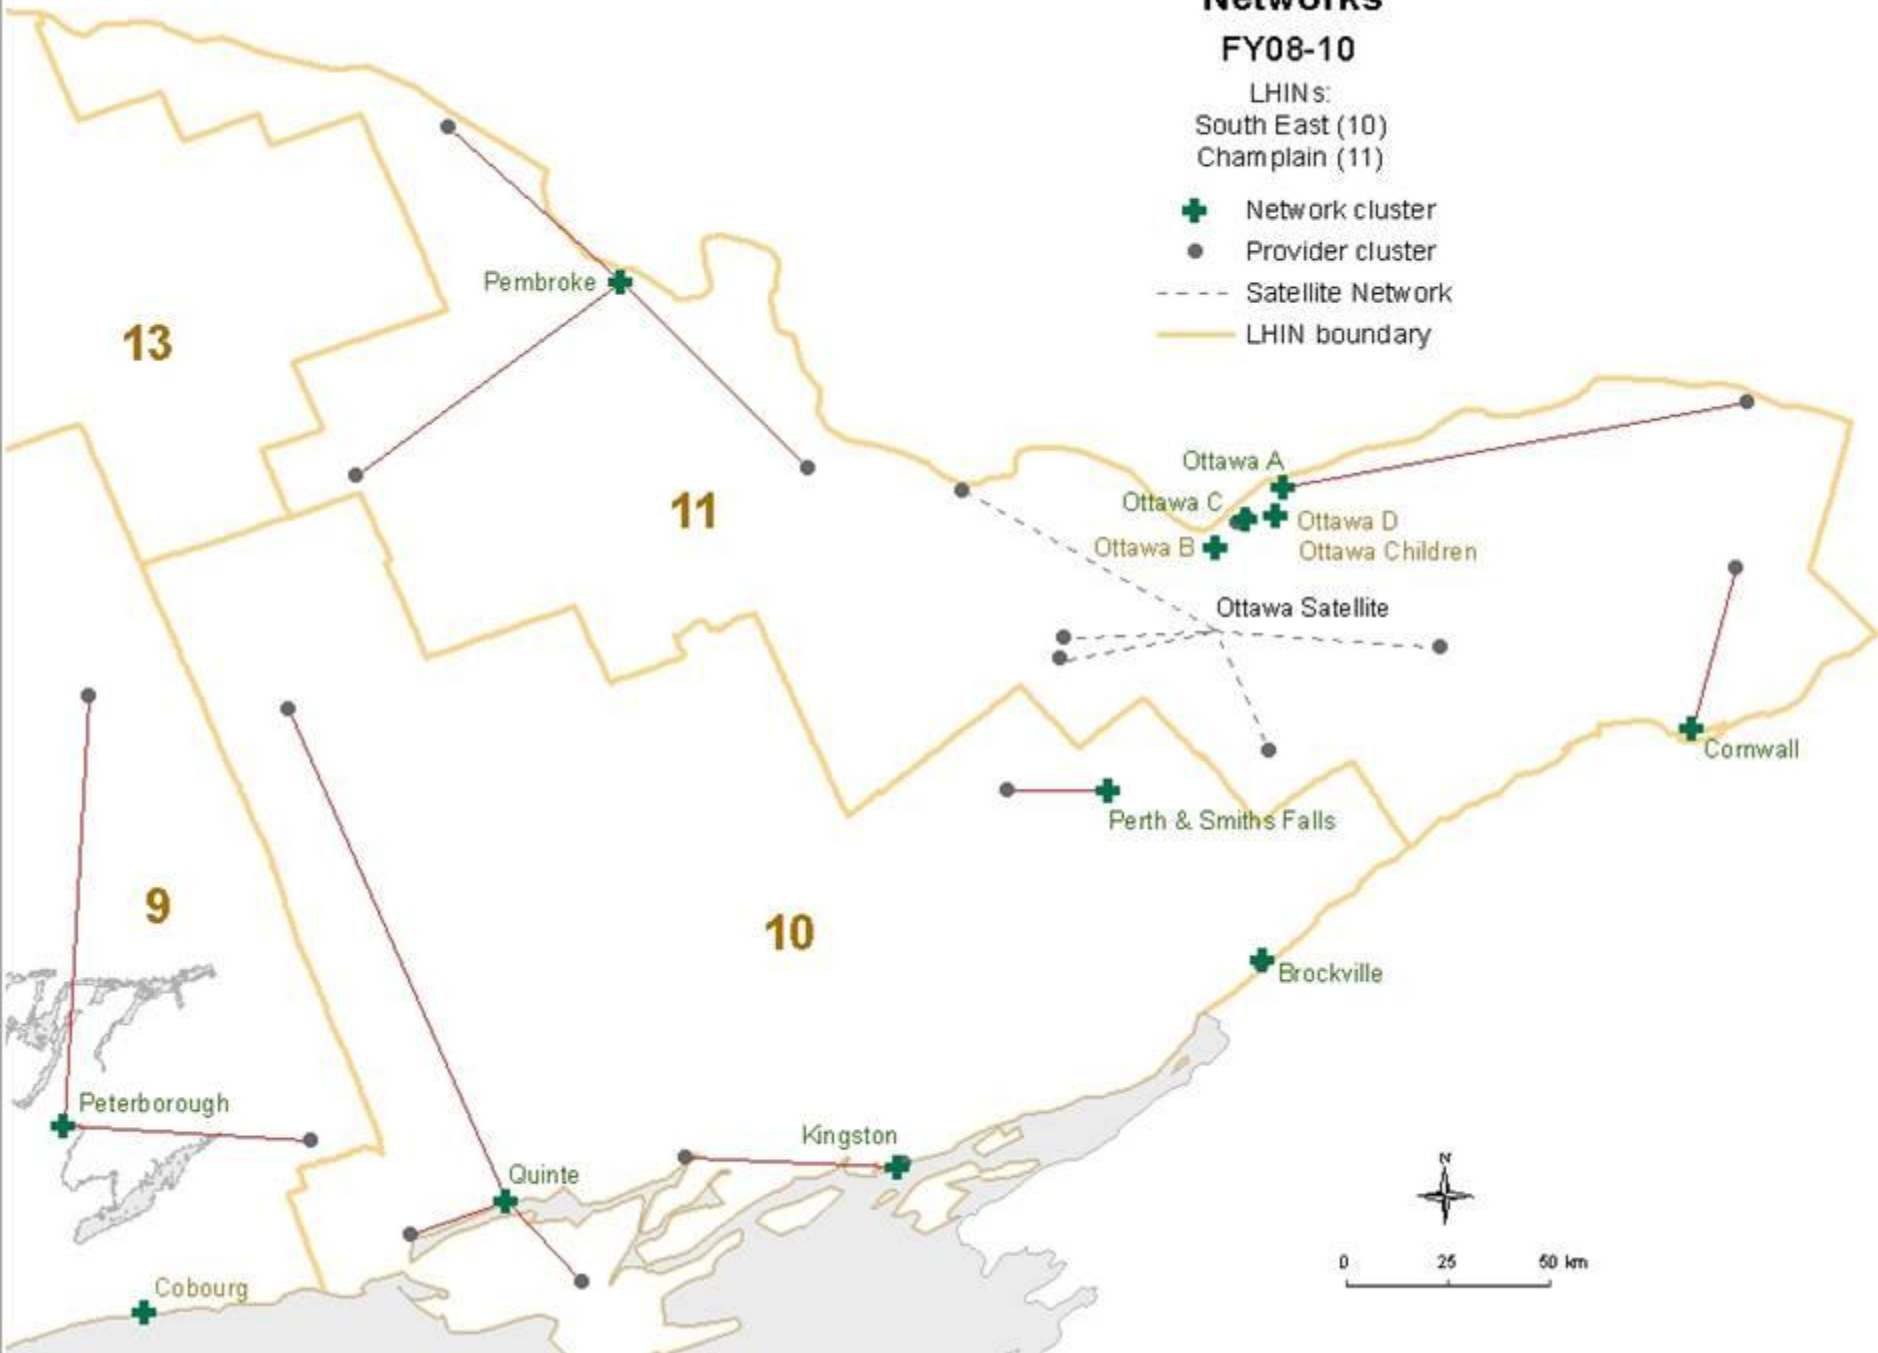 Networks
FY08-10
LHINs:
South East (10)
Champlain (11)
Network cluster
Provider cluster
Satellite Network
LHIN boundary
Pembroke
13
11
Ottawa A
Ottawa C
Ottawa D
Ottawa B
Ottawa Children
Ottawa Satellite
Cornwall
Perth & Smiths Falls
9
10
Brockville
Peterborough
Kingston
Quinte
Cobourg
N
0 25 50 km